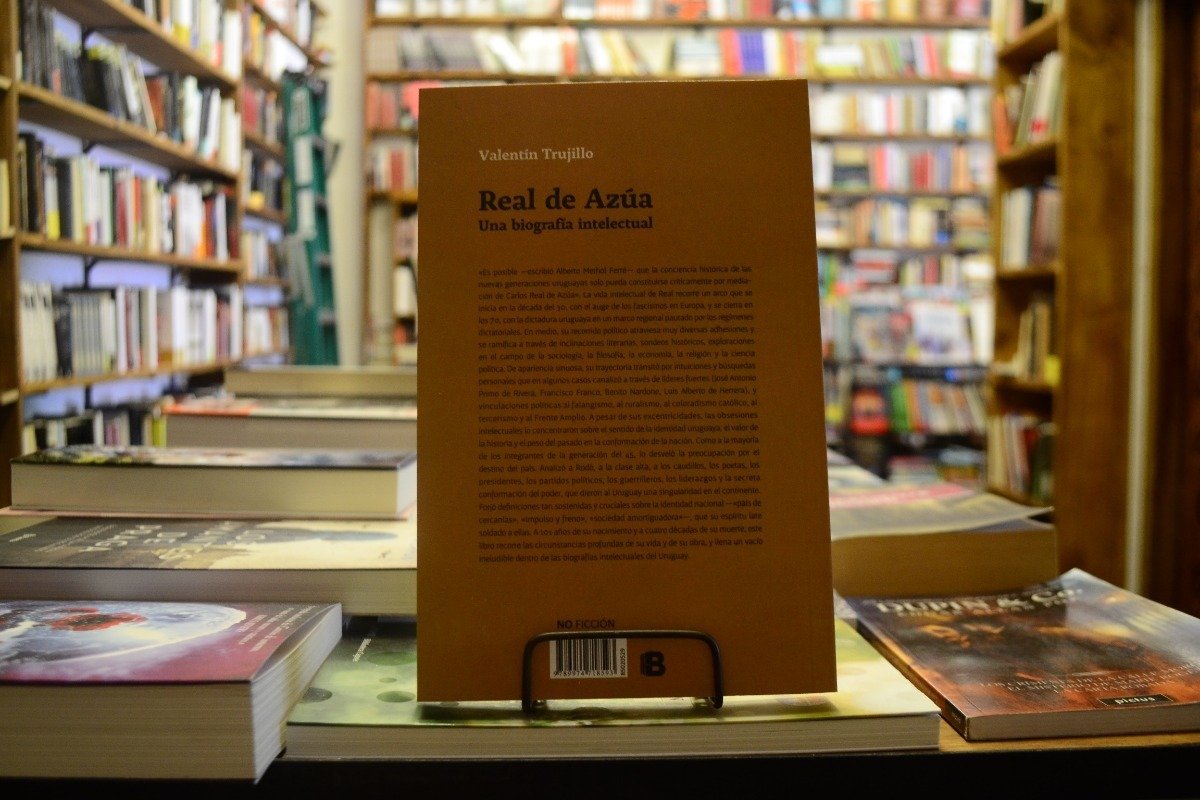 Valentín Trujillo
Real de Azúa
Una biografía intelectual
«Es posible —escribió Alberto Methol Ferré— que la conciencia histórica de las
nuevas generaciones uruguayas solo pueda constituirse críticamente por media-
ción de Carlos Real de Azúa». La vida intelectual de Real recorre un arco que se
inicia en la década del 30, con el auge de los fascismos en Europa, y se cierra en
los 70, con la dictadura uruguaya en un marco regional pautado por los regímenes
dictatoriales. En medio, su recorrido político atraviesa muy diversas adhesiones y
se ramifica a través de inclinaciones literarias, sondeos históricos, exploraciones
en el campo de la sociología, la filosofía, la economía, la religión y la ciencia
política. De apariencia sinuosa, su trayectoria transitó por intuiciones y búsquedas
personales que en algunos casos canalizó a través de líderes fuertes (José Antonio
Primo de Rivera, Francisco Franco, Benito Nardone, Luis Alberto de Herrera), y
vinculaciones políticas al falangismo, al ruralismo, al coloradismo católico, al
tercerismo y al Frente Amplio. A pesar de sus excentricidades, las obsesiones
intelectuales lo concentraron sobre el sentido de la identidad uruguaya, el valor de
la historia y el peso del pasado en la conformación de la nación. Como a la mayoría
de los integrantes de la generación del 45, lo desveló la preocupación por el
destino del país. Analizó a Rodó, a la clase alta, a los caudillos, los poetas, los
presidentes, los partidos políticos, los guerrilleros, los liderazgos y la secreta
conformación del poder, que dieron al Uruguay una singularidad en el continente.
Forjó definiciones tan sostenidas y cruciales sobre la identidad nacional —«país de
cercanías», «impulso y freno», «sociedad amortiguadora»—, que su espíritu late
soldado a ellas. A 101 años de su nacimiento y a cuatro décadas de su muerte, este
libro recorre las circunstancias profundas de su vida y de su obra, y llena un vacío
ineludible dentro de las biografías intelectuales del Uruguay.
NO FICCIÓN
B
DE
PRAGA
pictus